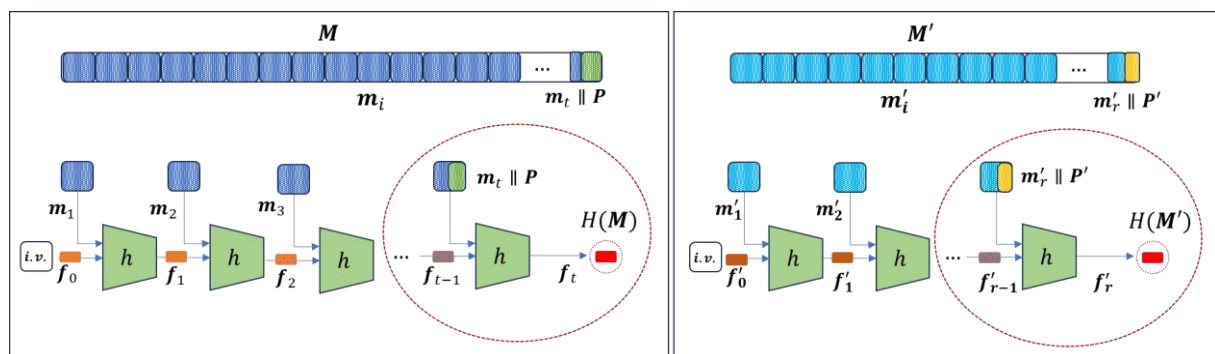 M
...
m_i
m_t ∥ P
m_1
m_2
m_3
m_t ∥ P
H(M)
i.v.
h
h
h
...
h
f_0
f_1
f_2
f_{t-1}
f_t
M′
...
m′_i
m′_r ∥ P′
m′_1
m′_2
m′_r ∥ P′
H(M′)
i.v.
h
h
...
h
f′_0
f′_1
f′_{r-1}
f′_r